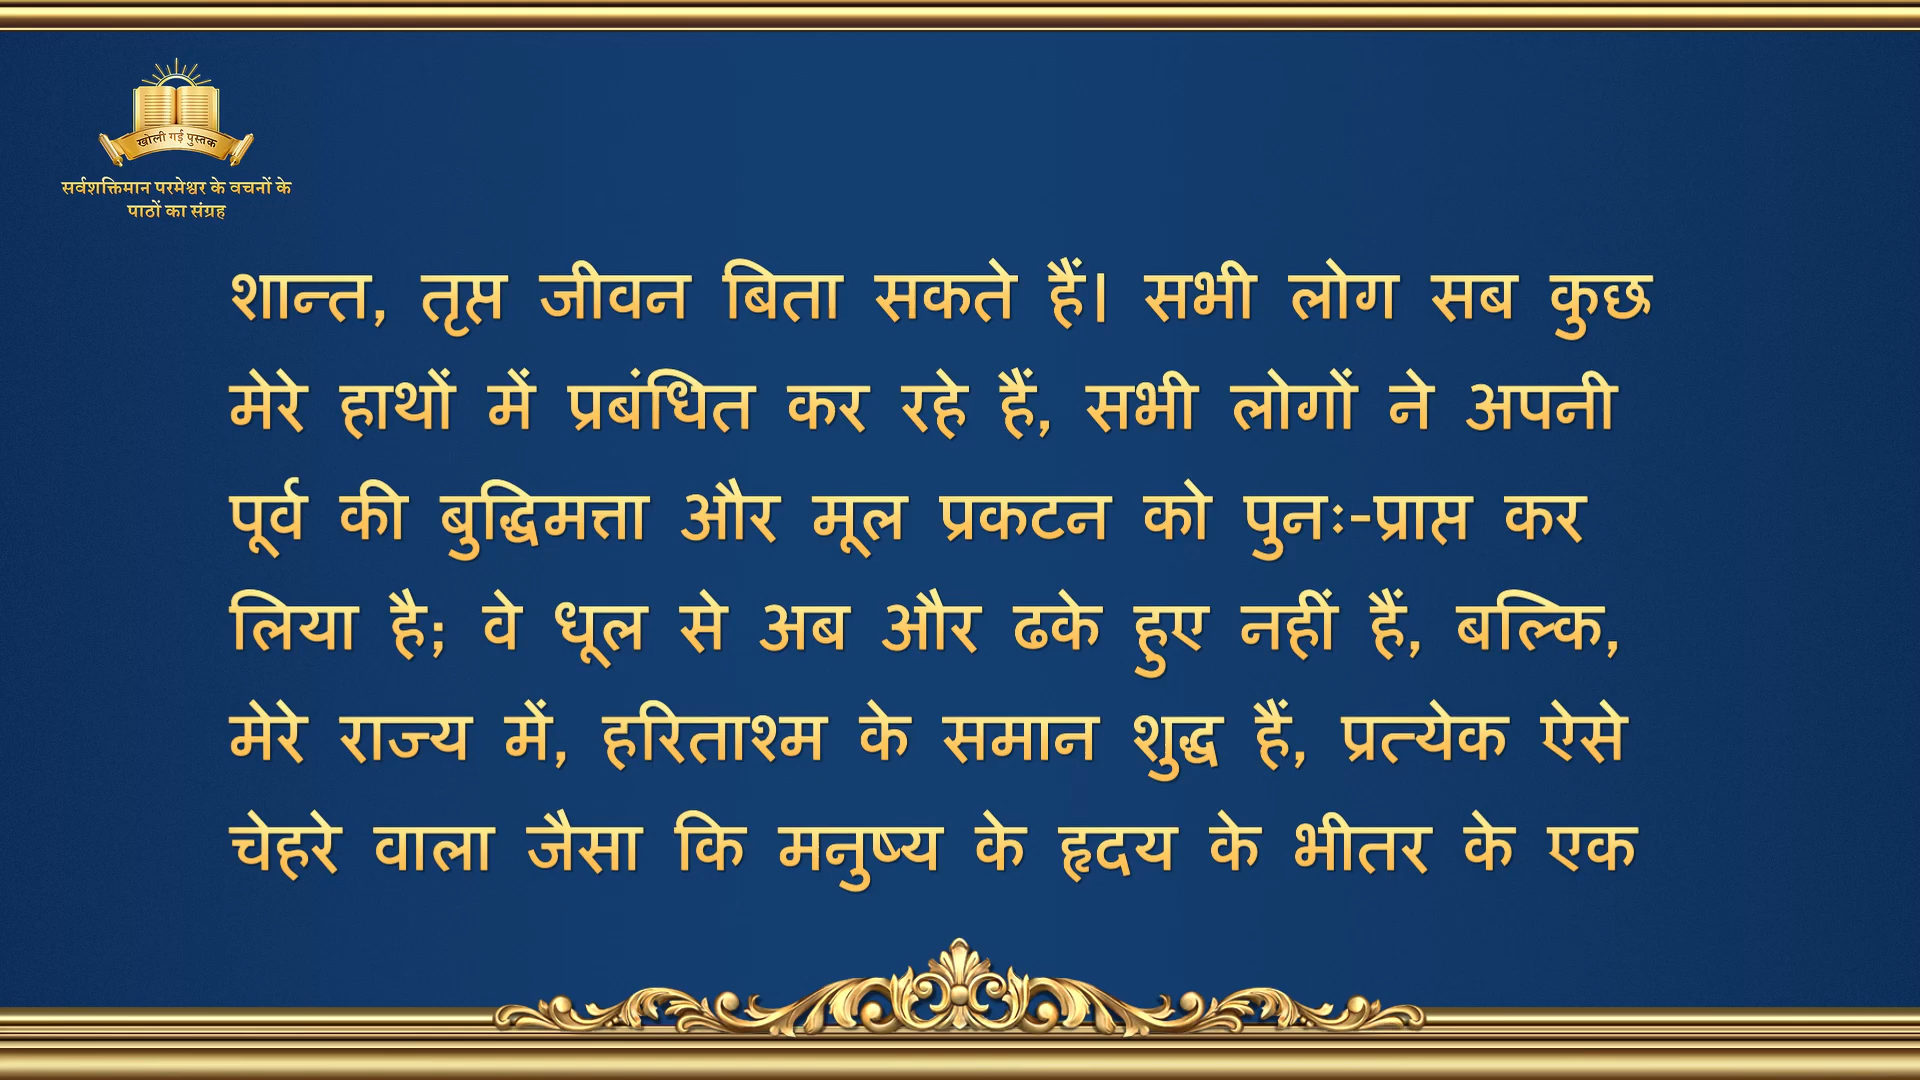 खोली गई पुस्तक
सर्वशक्तिमान परमेश्वर के वचनों के
पाठों का संग्रह
शान्त, तृप्त जीवन बिता सकते हैं। सभी लोग सब कुछ
मेरे हाथों में प्रबंधित कर रहे हैं, सभी लोगों ने अपनी
पूर्व की बुद्धिमत्ता और मूल प्रकटन को पुनः-प्राप्त कर
लिया है; वे धूल से अब और ढके हुए नहीं हैं, बल्कि,
मेरे राज्य में, हरिताश्म के समान शुद्ध हैं, प्रत्येक ऐसे
चेहरे वाला जैसा कि मनुष्य के हृदय के भीतर के एक